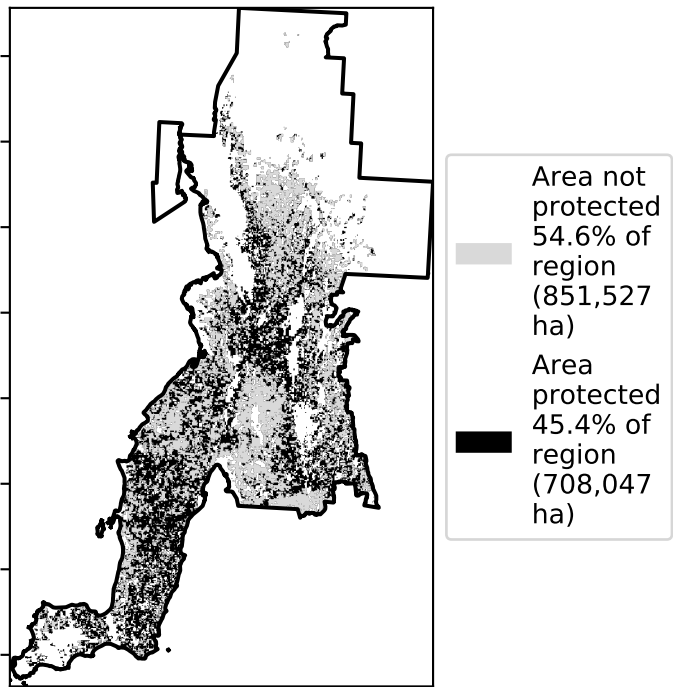 Area not
protected
54.6% of
region
(851,527
ha)
Area
protected
45.4% of
region
(708,047
ha)